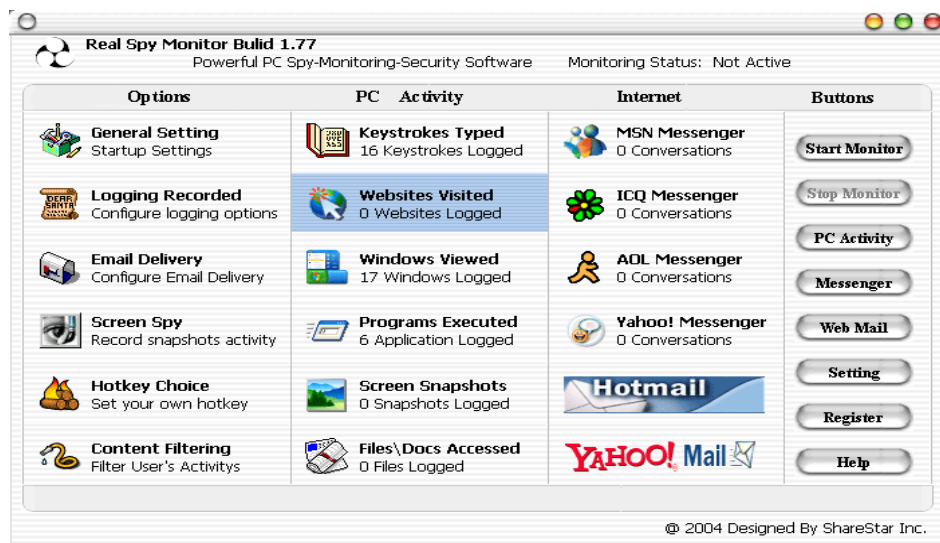 Real Spy Monitor Bulid 1.77
Powerful PC Spy-Monitoring-Security Software Monitoring Status: Not Active
Options
PC Activity
Internet
Buttons
General Setting
Startup Settings
Logging Recorded
Configure logging options
Email Delivery
Configure Email Delivery
Screen Spy
Record snapshots activity
Hotkey Choice
Set your own hotkey
Content Filtering
Filter User's Activitys
Keystrokes Typed
16 Keystrokes Logged
Websites Visited
0 Websites Logged
Windows Viewed
17 Windows Logged
Programs Executed
6 Application Logged
Screen Snapshots
0 Snapshots Logged
Files\Docs Accessed
0 Files Logged
MSN Messenger
0 Conversations
ICQ Messenger
0 Conversations
AOL Messenger
0 Conversations
Yahoo! Messenger
0 Conversations
Hotmail
YAHOO! Mail
Start Monitor
Stop Monitor
PC Activity
Messenger
Web Mail
Setting
Register
Help
DEAR
SANTA
@ 2004 Designed By ShareStar Inc.